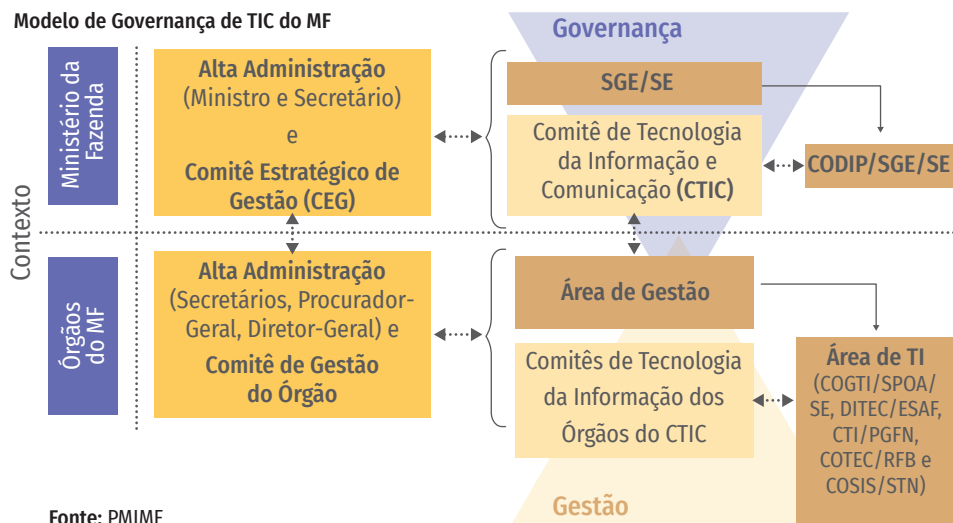 Modelo de Governança de TIC do MF
Governança
Contexto
Ministério da
Fazenda
Alta Administração
(Ministro e Secretário)
e
Comitê Estratégico de
Gestão (CEG)
SGE/SE
Comitê de Tecnologia
da Informação e
Comunicação (CTIC)
CODIP/SGE/SE
Órgãos
do MF
Alta Administração
(Secretários, Procurador-
Geral, Diretor-Geral) e
Comitê de Gestão
do Órgão
Área de Gestão
Comitês de Tecnologia
da Informação dos
Órgãos do CTIC
Área de TI
(COGTI/SPOA/
SE, DITEC/ESAF,
CTI/PGFN,
COTEC/RFB e
COSIS/STN)
Gestão
Fonte: PMIMF